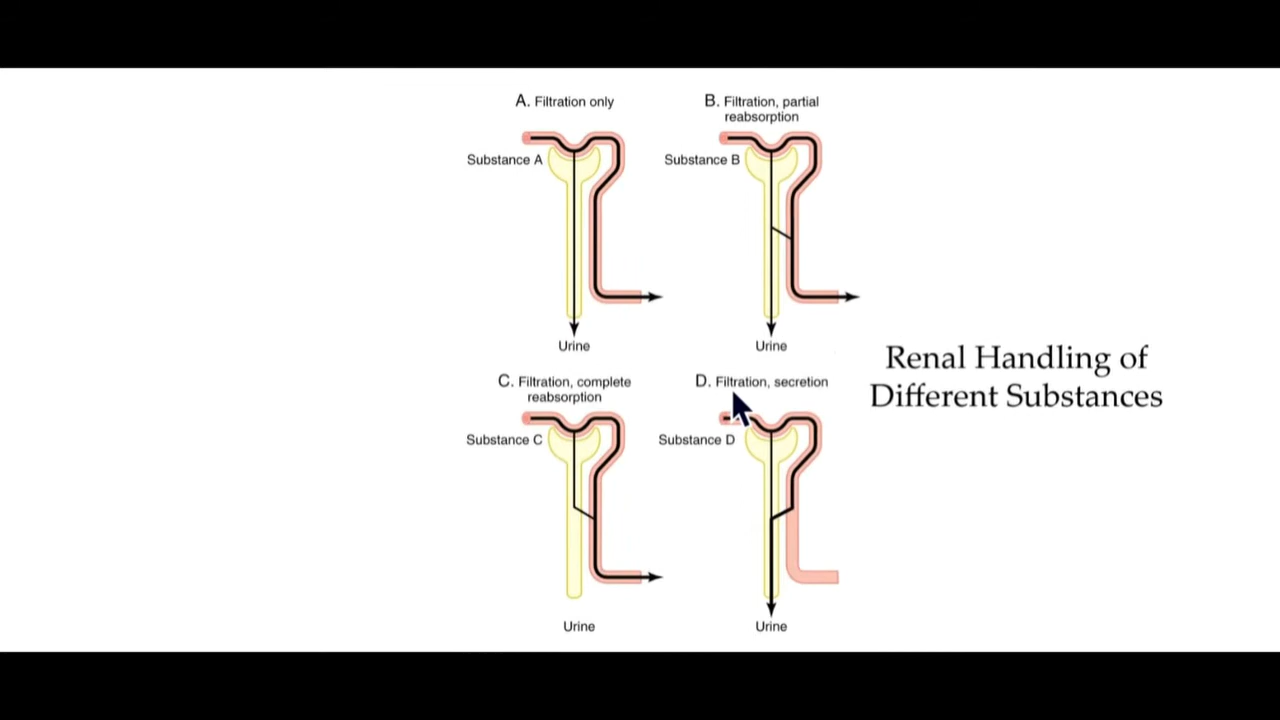 A. Filtration only
Substance A
Urine
B. Filtration, partial
reabsorption
Substance B
Urine
C. Filtration, complete
reabsorption
Substance C
Urine
D. Filtration, secretion
Substance D
Urine
Renal Handling of
Different Substances